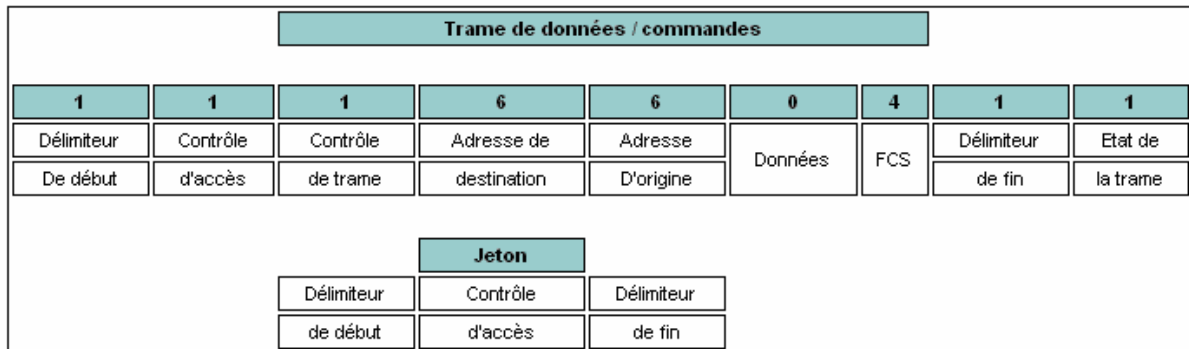 Trame de données / commandes
1 1 1 6 6 0 4 1 1
Délimiteur Contrôle Contrôle Adresse de Adresse Données FCS Délimiteur Etat de
De début d'accès de trame destination D'origine de fin la trame
Jeton
Délimiteur Contrôle Délimiteur
de début d'accès de fin